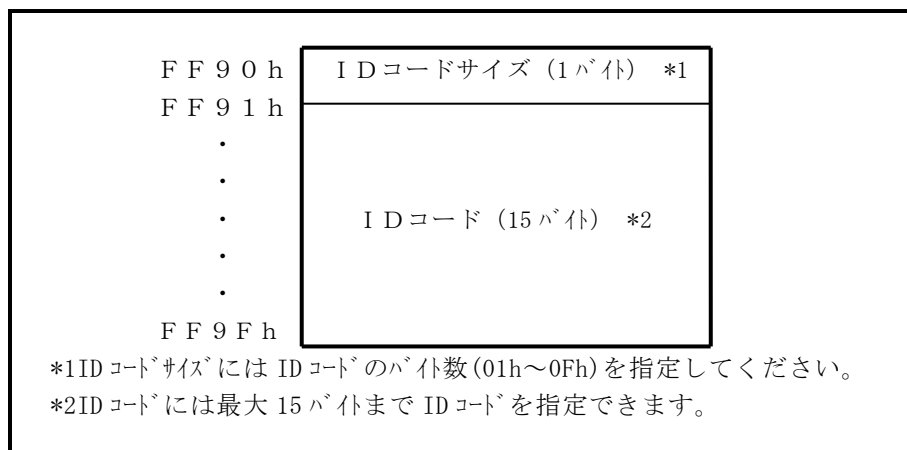 FF90h IDコードサイズ (1バイト) *1
FF91h
・
・
・ IDコード (15バイト) *2
・
・
FF9Fh
*1IDコードサイズには IDコードのバイト数(01h~0Fh)を指定してください。
*2IDコードには最大 15バイトまで IDコードを指定できます。